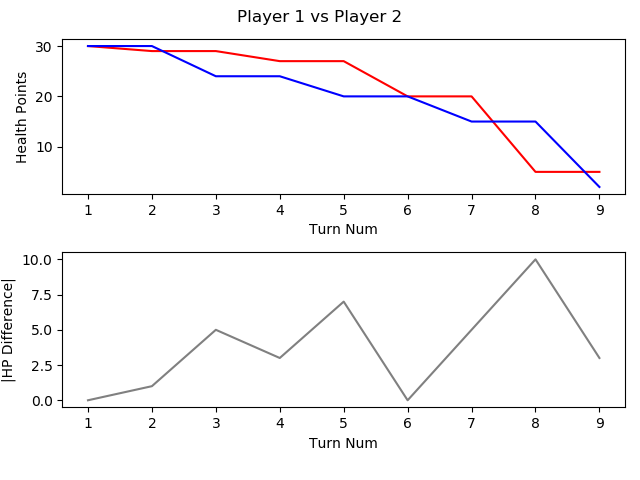 Player 1 vs Player 2
Health Points
30
20
10
1 2 3 4 5 6 7 8 9
Turn Num
|HP Difference|
10.0
7.5
5.0
2.5
0.0
1 2 3 4 5 6 7 8 9
Turn Num